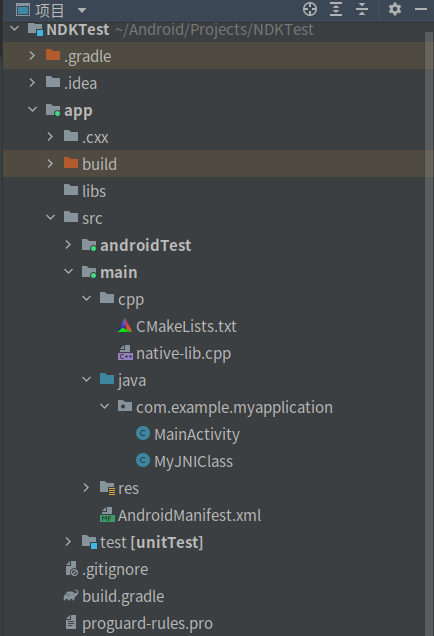 项目
NDKTest ~/Android/Projects/NDKTest
.gradle
.idea
app
.cxx
build
libs
src
androidTest
main
cpp
CMakeLists.txt
native-lib.cpp
java
com.example.myapplication
MainActivity
MyJNIClass
res
AndroidManifest.xml
test [unitTest]
.gitignore
build.gradle
proguard-rules.pro